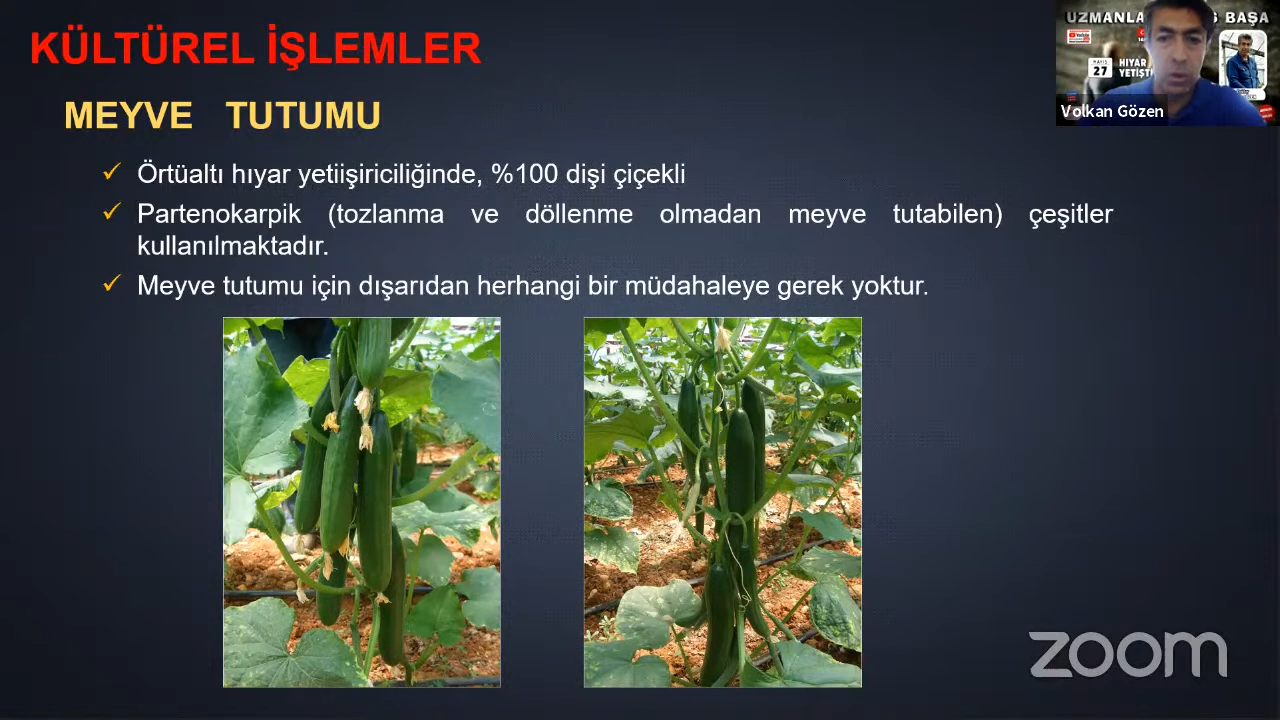 KÜLTÜREL İŞLEMLER
MEYVE TUTUMU
Örtüaltı hıyar yetiişiriciliğinde, %100 dişi çiçekli
Partenokarpik (tozlanma ve döllenme olmadan meyve tutabilen) çeşitler
kullanılmaktadır.
Meyve tutumu için dışarıdan herhangi bir müdahaleye gerek yoktur.
BAŞA
MAYIS
27
HIYAR
Volkan Gözen
zoom